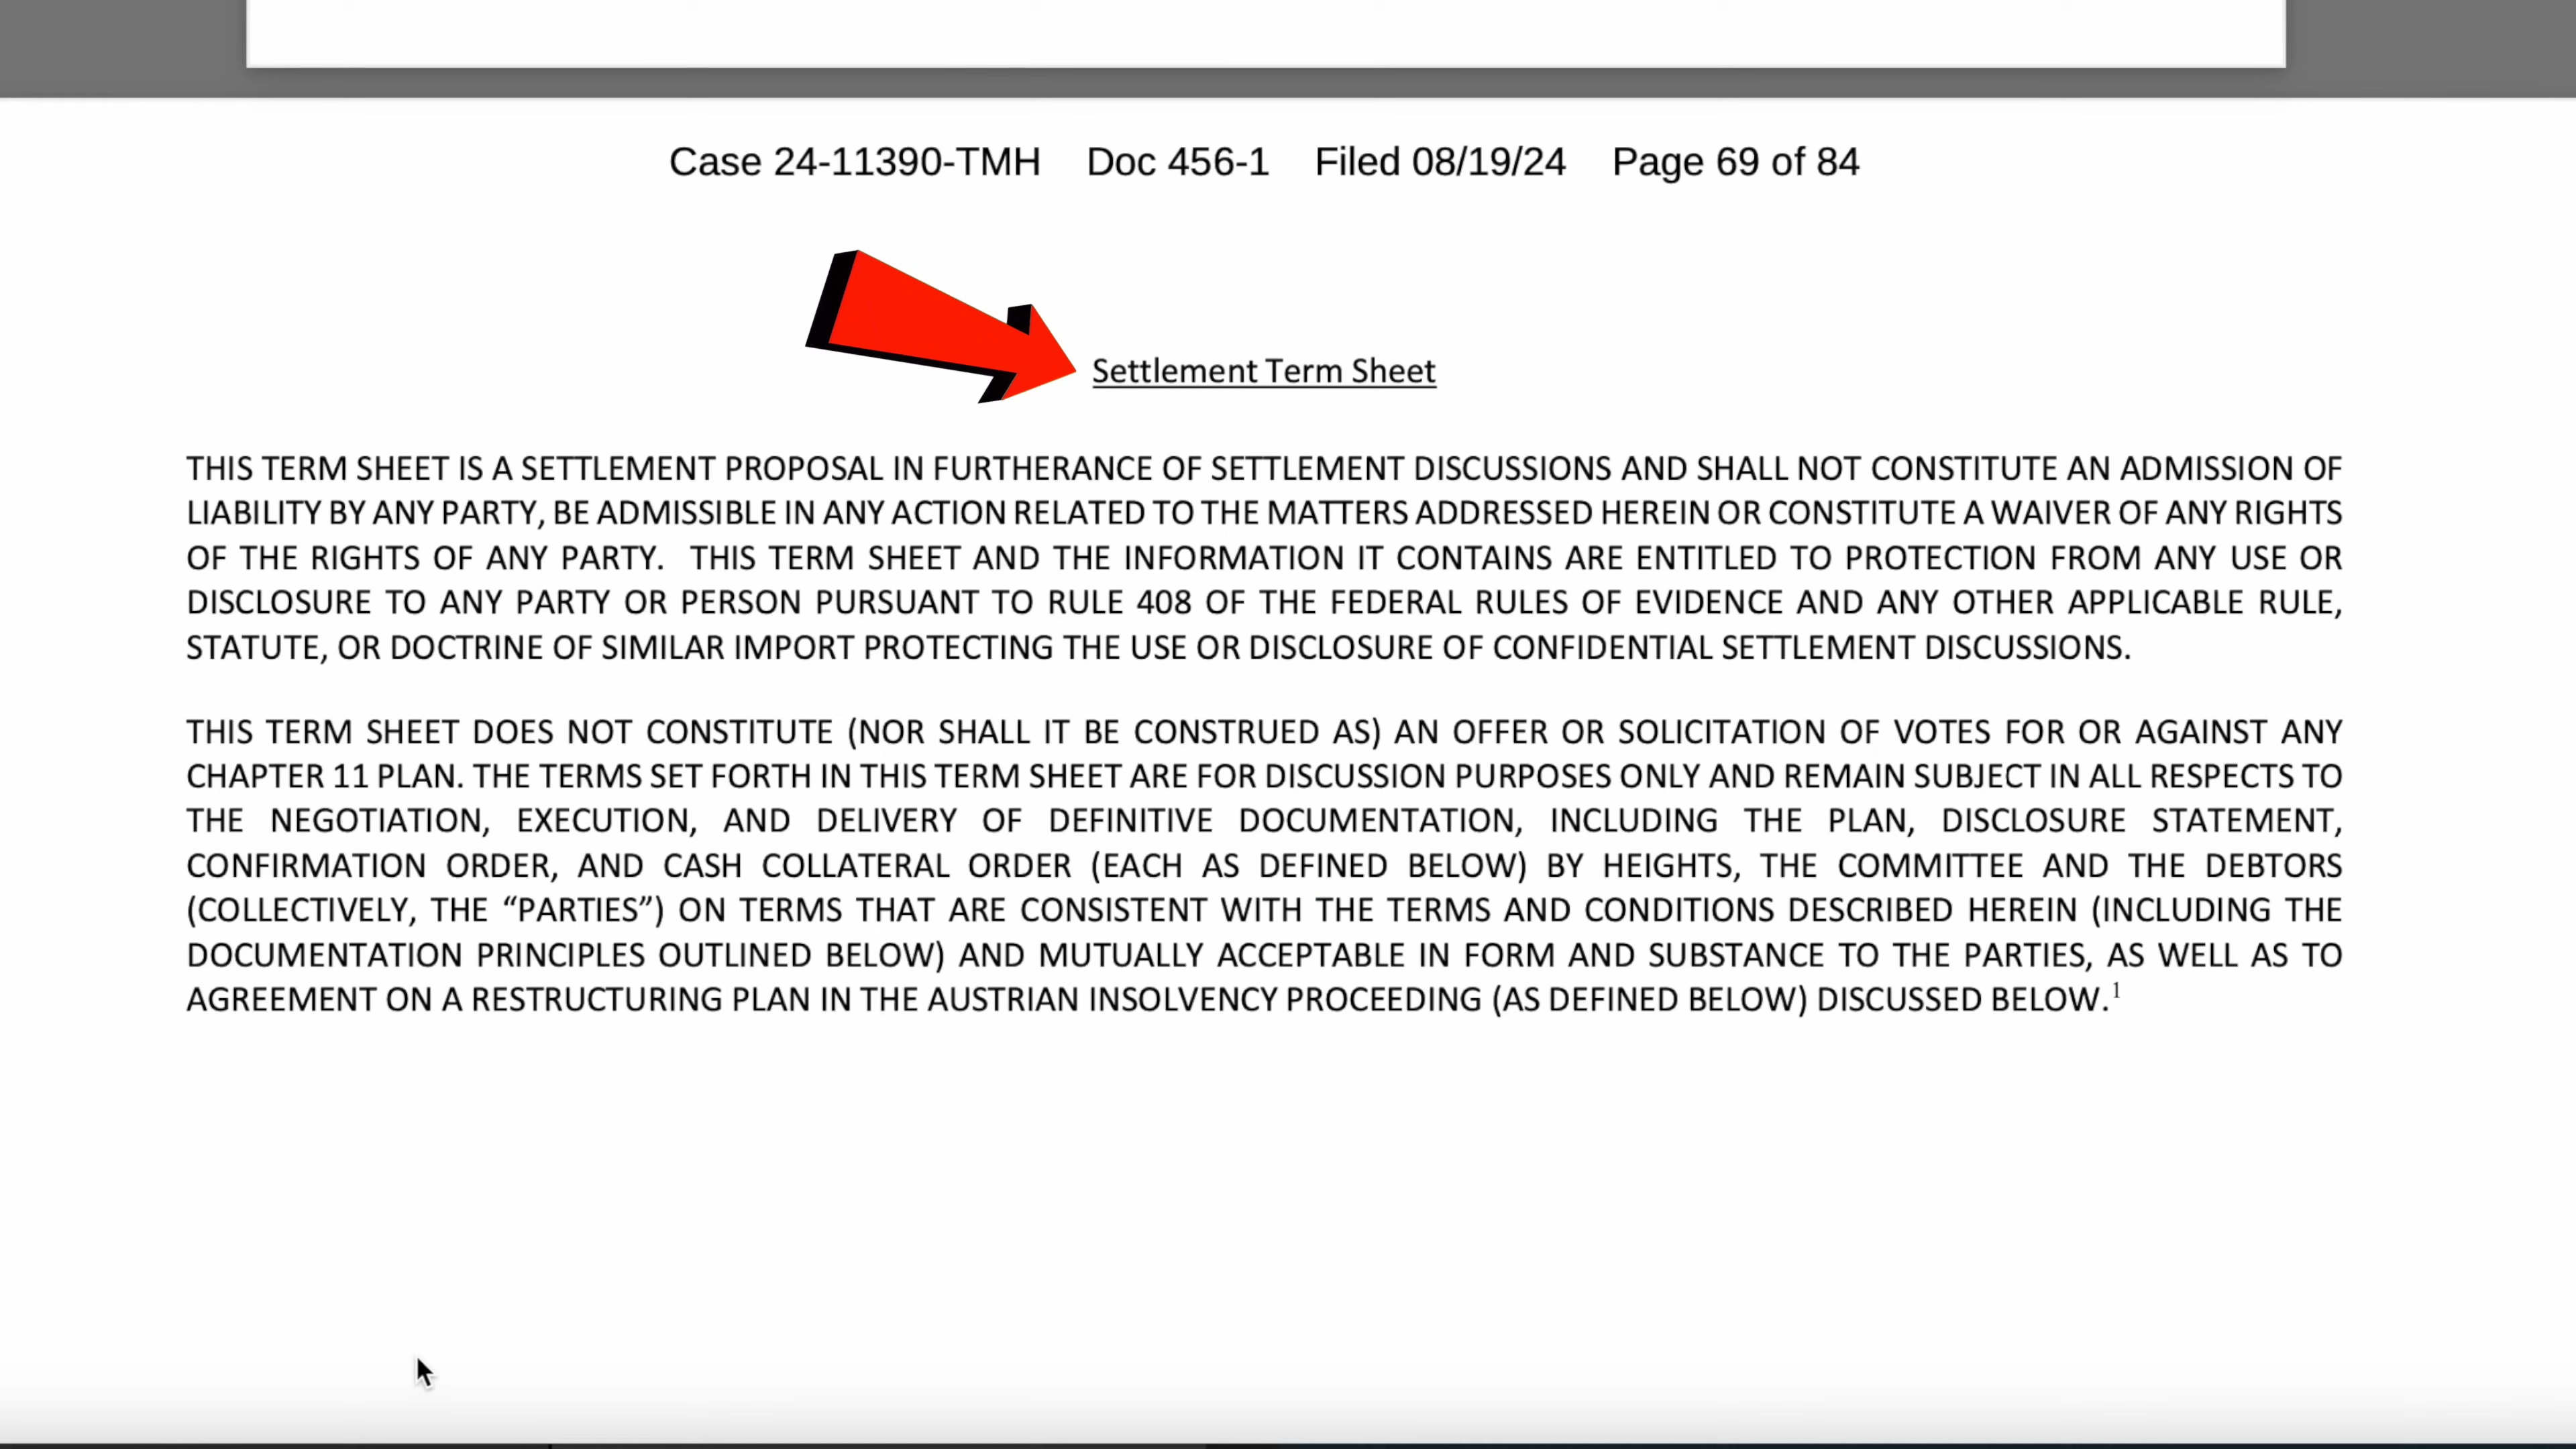 Case 24-11390-TMH Doc 456-1 Filed 08/19/24 Page 69 of 84
Settlement Term Sheet
THIS TERM SHEET IS A SETTLEMENT PROPOSAL IN FURTHERANCE OF SETTLEMENT DISCUSSIONS AND SHALL NOT CONSTITUTE AN ADMISSION OF
LIABILITY BY ANY PARTY, BE ADMISSIBLE IN ANY ACTION RELATED TO THE MATTERS ADDRESSED HEREIN OR CONSTITUTE A WAIVER OF ANY RIGHTS
OF THE RIGHTS OF ANY PARTY. THIS TERM SHEET AND THE INFORMATION IT CONTAINS ARE ENTITLED TO PROTECTION FROM ANY USE OR
DISCLOSURE TO ANY PARTY OR PERSON PURSUANT TO RULE 408 OF THE FEDERAL RULES OF EVIDENCE AND ANY OTHER APPLICABLE RULE,
STATUTE, OR DOCTRINE OF SIMILAR IMPORT PROTECTING THE USE OR DISCLOSURE OF CONFIDENTIAL SETTLEMENT DISCUSSIONS.
THIS TERM SHEET DOES NOT CONSTITUTE (NOR SHALL IT BE CONSTRUED AS) AN OFFER OR SOLICITATION OF VOTES FOR OR AGAINST ANY
CHAPTER 11 PLAN. THE TERMS SET FORTH IN THIS TERM SHEET ARE FOR DISCUSSION PURPOSES ONLY AND REMAIN SUBJECT IN ALL RESPECTS TO
THE NEGOTIATION, EXECUTION, AND DELIVERY OF DEFINITIVE DOCUMENTATION, INCLUDING THE PLAN, DISCLOSURE STATEMENT,
CONFIRMATION ORDER, AND CASH COLLATERAL ORDER (EACH AS DEFINED BELOW) BY HEIGHTS, THE COMMITTEE AND THE DEBTORS
(COLLECTIVELY, THE “PARTIES”) ON TERMS THAT ARE CONSISTENT WITH THE TERMS AND CONDITIONS DESCRIBED HEREIN (INCLUDING THE
DOCUMENTATION PRINCIPLES OUTLINED BELOW) AND MUTUALLY ACCEPTABLE IN FORM AND SUBSTANCE TO THE PARTIES, AS WELL AS TO
AGREEMENT ON A RESTRUCTURING PLAN IN THE AUSTRIAN INSOLVENCY PROCEEDING (AS DEFINED BELOW) DISCUSSED BELOW.¹